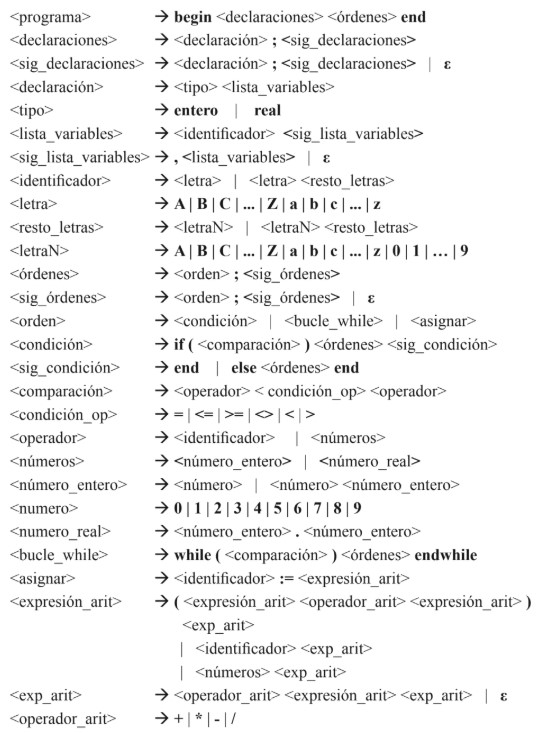 <programa> → begin <declaraciones> <órdenes> end
<declaraciones> → <declaración> ; <sig_declaraciones>
<sig_declaraciones> → <declaración> ; <sig_declaraciones> | ε
<declaración> → <tipo> <lista_variables>
<tipo> → entero | real
<lista_variables> → <identificador> <sig_lista_variables>
<sig_lista_variables> → , <lista_variables> | ε
<identificador> → <letra> | <letra> <resto_letras>
<letra> → A | B | C | ... | Z | a | b | c | ... | z
<resto_letras> → <letraN> | <letraN> <resto_letras>
<letraN> → A | B | C | ... | Z | a | b | c | ... | z | 0 | 1 | … | 9
<órdenes> → <orden> ; <sig_órdenes>
<sig_órdenes> → <orden> ; <sig_órdenes> | ε
<orden> → <condición> | <bucle_while> | <asignar>
<condición> → if ( <comparación> ) <órdenes> <sig_condición>
<sig_condición> → end | else <órdenes> end
<comparación> → <operador> < condición_op> <operador>
<condición_op> → = | <= | >= | <> | < | >
<operador> → <identificador> | <números>
<números> → <número_entero> | <número_real>
<número_entero> → <número> | <número> <número_entero>
<numero> → 0 | 1 | 2 | 3 | 4 | 5 | 6 | 7 | 8 | 9
<numero_real> → <número_entero> . <número_entero>
<bucle_while> → while ( <comparación> ) <órdenes> endwhile
<asignar> → <identificador> := <expresión_arit>
<expresión_arit> → ( <expresión_arit> <operador_arit> <expresión_arit> )
<exp_arit>
| <identificador> <exp_arit>
| <números> <exp_arit>
<exp_arit> → <operador_arit> <expresión_arit> <exp_arit> | ε
<operador_arit> → + | * | - | /